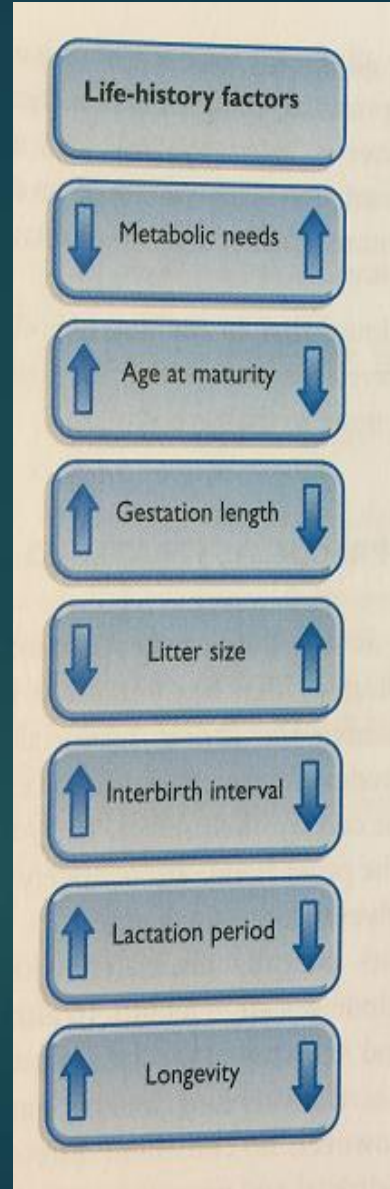 Life-history factors
Metabolic needs
Age at maturity
Gestation length
Litter size
Interbirth interval
Lactation period
Longevity